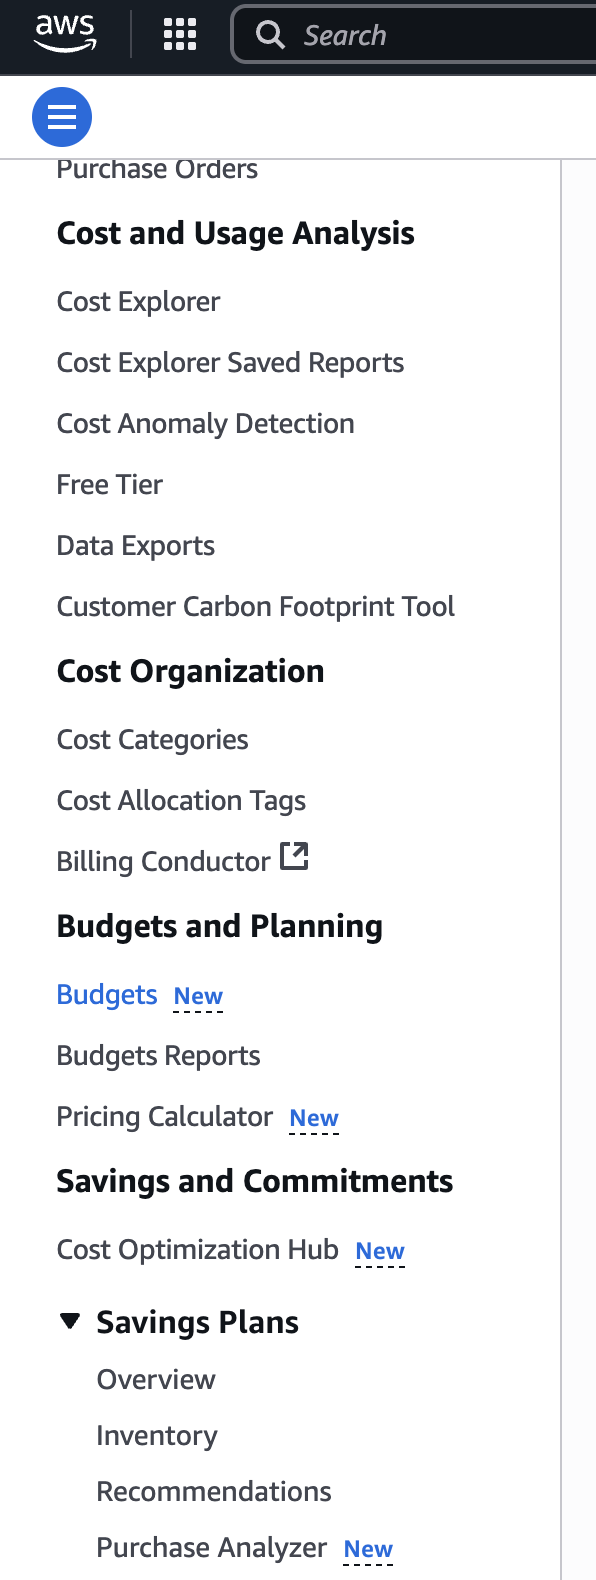 aws
Search
Purchase Orders
Cost and Usage Analysis
Cost Explorer
Cost Explorer Saved Reports
Cost Anomaly Detection
Free Tier
Data Exports
Customer Carbon Footprint Tool
Cost Organization
Cost Categories
Cost Allocation Tags
Billing Conductor
Budgets and Planning
Budgets New
Budgets Reports
Pricing Calculator New
Savings and Commitments
Cost Optimization Hub New
Savings Plans
Overview
Inventory
Recommendations
Purchase Analyzer New